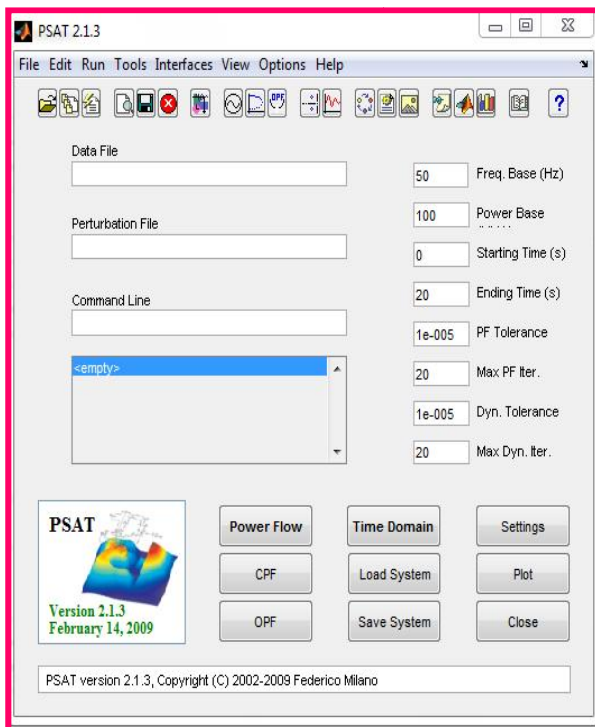 PSAT 2.1.3
File Edit Run Tools Interfaces View Options Help
OPF
?
Data File
50 Freq. Base (Hz)
100 Power Base
Perturbation File
0 Starting Time (s)
20 Ending Time (s)
Command Line
1e-005 PF Tolerance
<empty>
20 Max PF Iter.
1e-005 Dyn. Tolerance
20 Max Dyn. Iter.
PSAT
Version 2.1.3
February 14, 2009
Power Flow Time Domain Settings
CPF Load System Plot
OPF Save System Close
PSAT version 2.1.3, Copyright (C) 2002-2009 Federico Milano